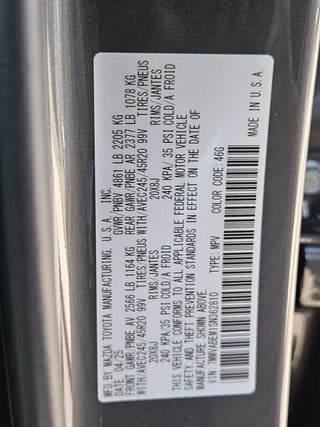 MFD.BY MAZDA TOYOTA MANUFACTURING, U.S.A., INC.
DATE 04/25 GVWR/PNBV 4861 LB 2205 KG
FRONT GAWR/PNBE AV 2566 LB 1164 KG REAR GAWR/PNBE AR 2377 LB 1078 KG
WITH/AVEC 245/45R20 99V TIRES/PNEUS WITH/AVEC 245/45R20 99V TIRES/PNEUS
20X8J RIMS/JANTES 20X8J RIMS/JANTES
240 KPA/ 35 PSI COLD/A FROID 240 KPA/ 35 PSI COLD/A FROID
THIS VEHICLE CONFORMS TO ALL APPLICABLE FEDERAL MOTOR VEHICLE
SAFETY, AND THEFT PREVENTION STANDARDS IN EFFECT ON THE DATE OF
MANUFACTURE SHOWN ABOVE.
TYPE: MPV COLOR CODE: 46G
MADE IN U.S.A.